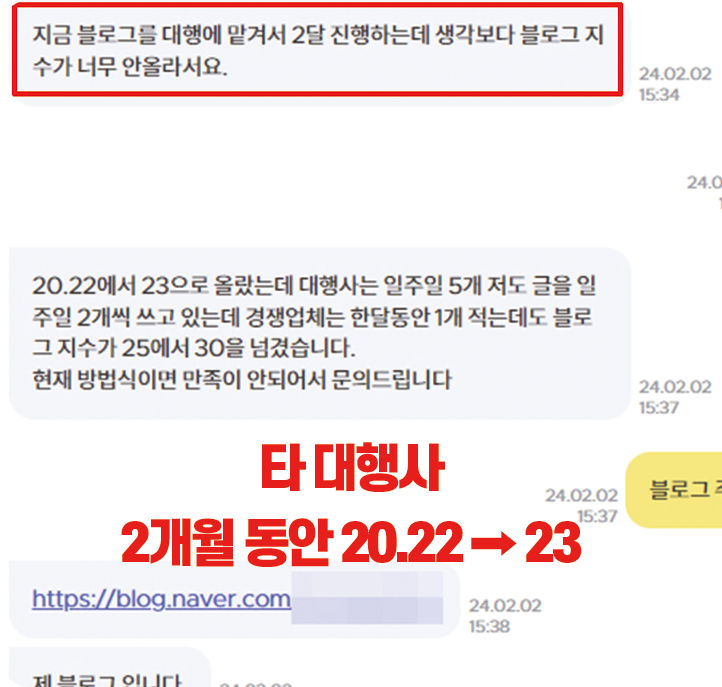 지금 블로그를 대행에 맡겨서 2달 진행하는데 생각보다 블로그 지
수가 너무 안올라서요.
24.02.02
15:34
20.22에서 23으로 올랐는데 대행사는 일주일 5개 저도 글을 일
주일 2개씩 쓰고 있는데 경쟁업체는 한달동안 1개 적는데도 블로
그 지수가 25에서 30을 넘겼습니다.
현재 방법식이면 만족이 안되어서 문의드립니다
24.02.02
15:37
타 대행사
24.02.02
15:37
블로그
2개월 동안 20.22 → 23
https://blog.naver.com
24.02.02
15:38
제 블로그 입니다
24.02.02